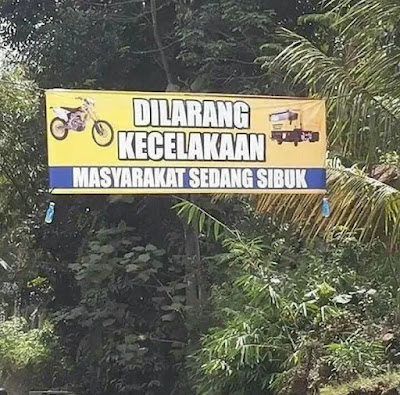 DILARANG
KECELAKAAN
MASYARAKAT SEDANG SIBUK